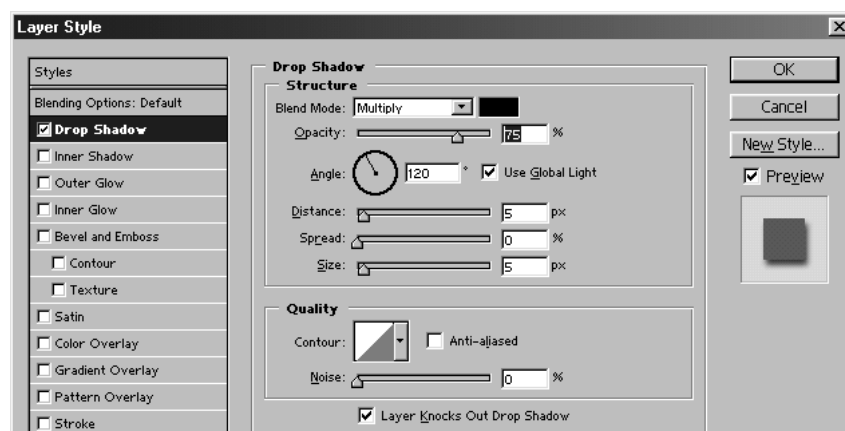 Layer Style
Styles
Blending Options: Default
Drop Shadow
Inner Shadow
Outer Glow
Inner Glow
Bevel and Emboss
Contour
Texture
Satin
Color Overlay
Gradient Overlay
Pattern Overlay
Stroke
Drop Shadow
Structure
Blend Mode: Multiply
Opacity: 75 %
Angle: 120 ° Use Global Light
Distance: 5 px
Spread: 0 %
Size: 5 px
Quality
Contour: Anti-aliased
Noise: 0 %
Layer Knocks Out Drop Shadow
OK
Cancel
New Style...
Preview